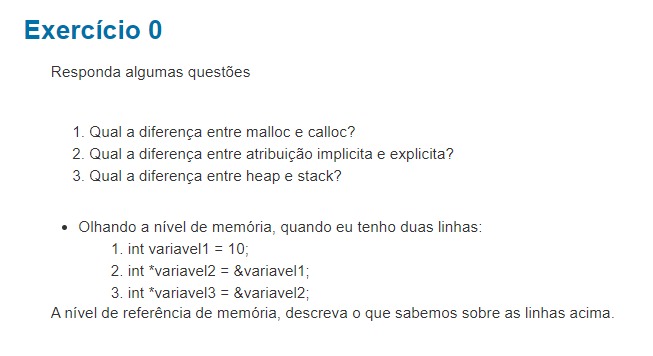 Exercício 0
Responda algumas questões
1. Qual a diferença entre malloc e calloc?
2. Qual a diferença entre atribuição implicita e explicita?
3. Qual a diferença entre heap e stack?
• Olhando a nível de memória, quando eu tenho duas linhas:
1. int variavel1 = 10;
2. int *variavel2 = &variavel1;
3. int *variavel3 = &variavel2;
A nível de referência de memória, descreva o que sabemos sobre as linhas acima.